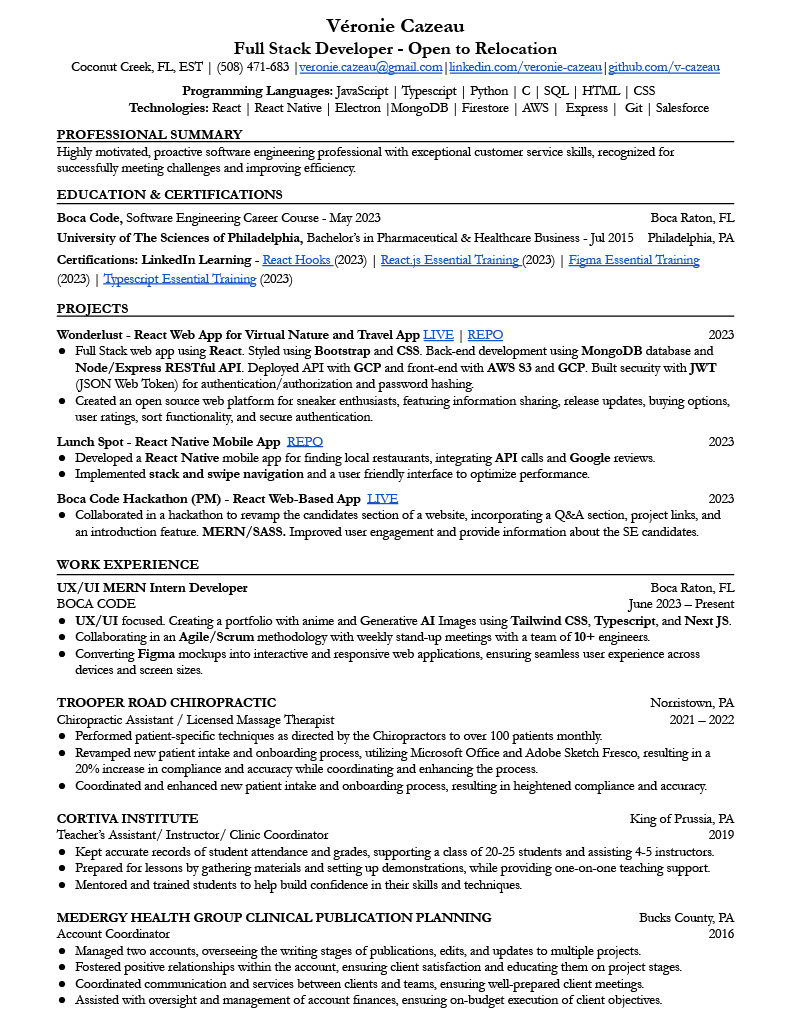 Véronie Cazeau
Full Stack Developer - Open to Relocation
Coconut Creek, FL, EST | (508) 471-683 |veronie.cazeau@gmail.com|linkedin.com/veronie-cazeau|github.com/v-cazeau
Programming Languages: JavaScript | Typescript | Python | C | SQL | HTML | CSS
Technologies: React | React Native | Electron |MongoDB | Firestore | AWS | Express | Git | Salesforce
PROFESSIONAL SUMMARY
Highly motivated, proactive software engineering professional with exceptional customer service skills, recognized for
successfully meeting challenges and improving efficiency.
EDUCATION & CERTIFICATIONS
Boca Code, Software Engineering Career Course - May 2023 Boca Raton, FL
University of The Sciences of Philadelphia, Bachelor's in Pharmaceutical & Healthcare Business - Jul 2015 Philadelphia, PA
Certifications: LinkedIn Learning - React Hooks (2023) | React.js Essential Training (2023) | Figma Essential Training
(2023) | Typescript Essential Training (2023)
PROJECTS
Wonderlust - React Web App for Virtual Nature and Travel App LIVE | REPO 2023
● Full Stack web app using React. Styled using Bootstrap and CSS. Back-end development using MongoDB database and
Node/Express RESTful API. Deployed API with GCP and front-end with AWS S3 and GCP. Built security with JWT
(JSON Web Token) for authentication/authorization and password hashing.
● Created an open source web platform for sneaker enthusiasts, featuring information sharing, release updates, buying options,
user ratings, sort functionality, and secure authentication.
Lunch Spot - React Native Mobile App REPO 2023
● Developed a React Native mobile app for finding local restaurants, integrating API calls and Google reviews.
● Implemented stack and swipe navigation and a user friendly interface to optimize performance.
Boca Code Hackathon (PM) - React Web-Based App LIVE 2023
● Collaborated in a hackathon to revamp the candidates section of a website, incorporating a Q&A section, project links, and
an introduction feature. MERN/SASS. Improved user engagement and provide information about the SE candidates.
WORK EXPERIENCE
UX/UI MERN Intern Developer Boca Raton, FL
BOCA CODE June 2023 – Present
● UX/UI focused. Creating a portfolio with anime and Generative AI Images using Tailwind CSS, Typescript, and Next JS.
● Collaborating in an Agile/Scrum methodology with weekly stand-up meetings with a team of 10+ engineers.
● Converting Figma mockups into interactive and responsive web applications, ensuring seamless user experience across
devices and screen sizes.
TROOPER ROAD CHIROPRACTIC Norristown, PA
Chiropractic Assistant / Licensed Massage Therapist 2021 – 2022
● Performed patient-specific techniques as directed by the Chiropractors to over 100 patients monthly.
● Revamped new patient intake and onboarding process, utilizing Microsoft Office and Adobe Sketch Fresco, resulting in a
20% increase in compliance and accuracy while coordinating and enhancing the process.
● Coordinated and enhanced new patient intake and onboarding process, resulting in heightened compliance and accuracy.
CORTIVA INSTITUTE King of Prussia, PA
Teacher's Assistant/ Instructor/ Clinic Coordinator 2019
● Kept accurate records of student attendance and grades, supporting a class of 20-25 students and assisting 4-5 instructors.
● Prepared for lessons by gathering materials and setting up demonstrations, while providing one-on-one teaching support.
● Mentored and trained students to help build confidence in their skills and techniques.
MEDERGY HEALTH GROUP CLINICAL PUBLICATION PLANNING Bucks County, PA
Account Coordinator 2016
● Managed two accounts, overseeing the writing stages of publications, edits, and updates to multiple projects.
● Fostered positive relationships within the account, ensuring client satisfaction and educating them on project stages.
● Coordinated communication and services between clients and teams, ensuring well-prepared client meetings.
● Assisted with oversight and management of account finances, ensuring on-budget execution of client objectives.